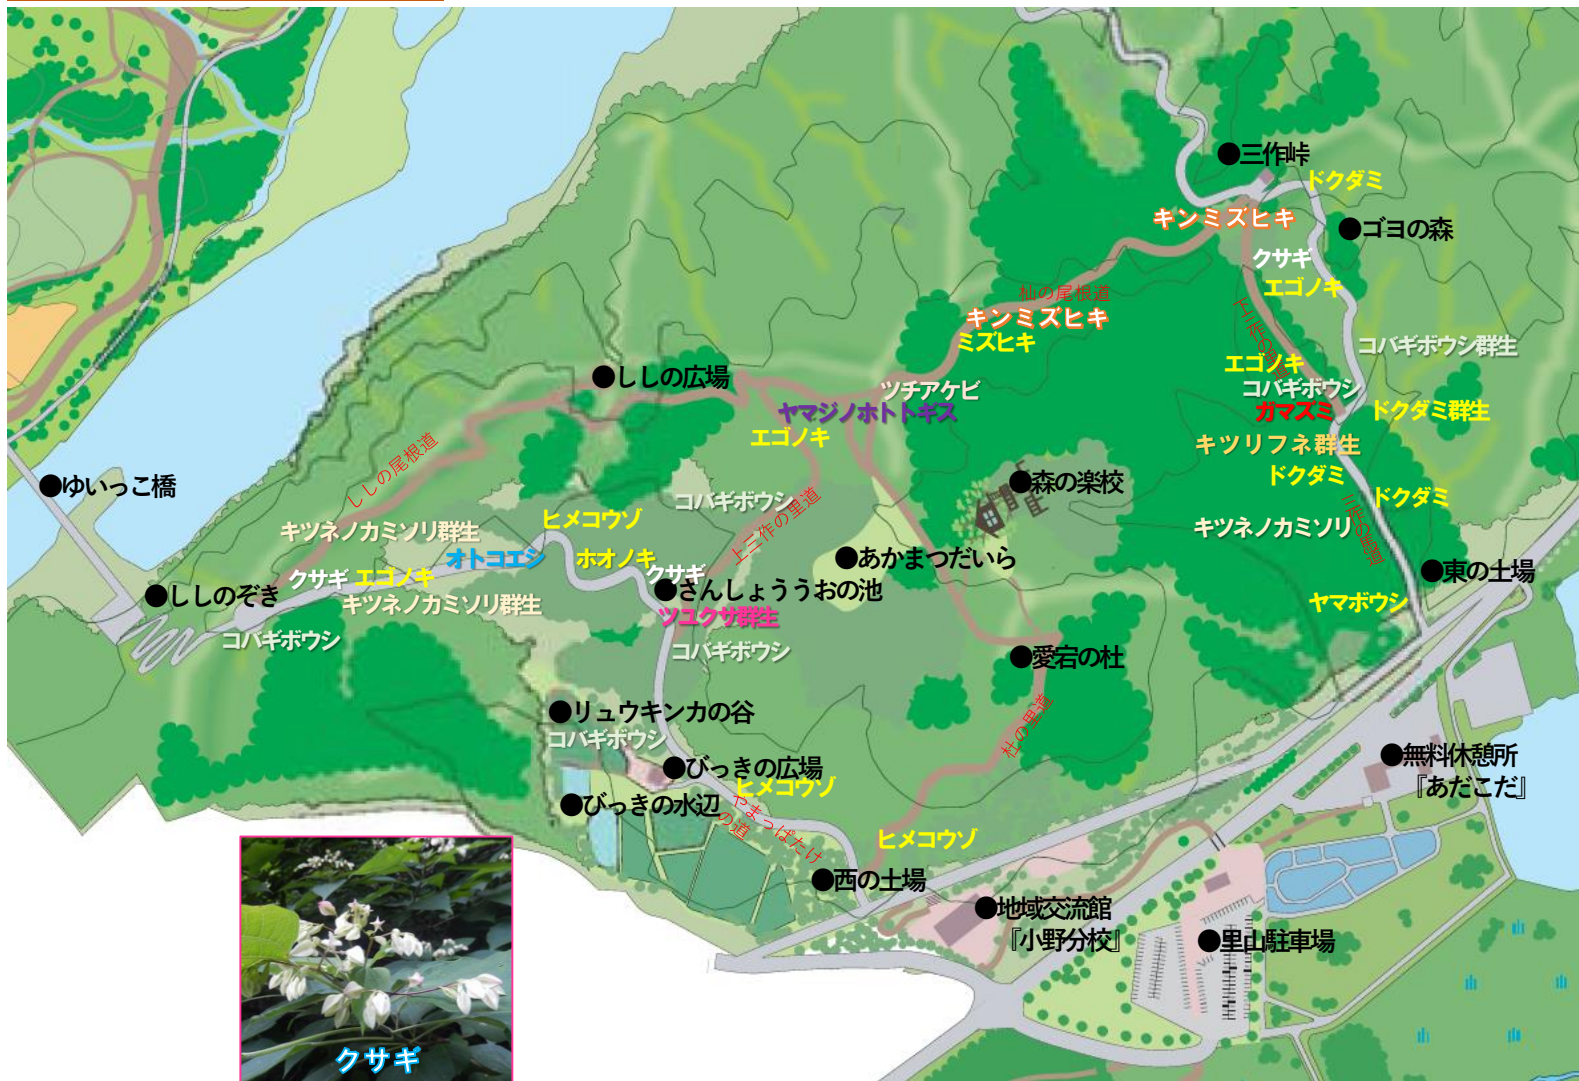 ●三作峠
ドクダミ
キンミズヒキ
●ゴヨの森
クサギ
エゴノキ
杣の尾根道
キンミズヒキ
ミズヒキ
コバギボウシ群生
エゴノキ
●ししの広場
ツチアケビ
コバギボウシ
ヤマジノホトトギス
ガマズミ
ドクダミ群生
エゴノキ
キツリフネ群生
ししの尾根道
ドクダミ
●ゆいっこ橋
●森の楽校
ドクダミ
コバギボウシ
上三作の里道
キツネノカミソリ群生
ヒメコウゾ
キツネノカミソリ
オトコエシ
ホオノキ
●あかまつだいら
クサギ
エゴノキ
クサギ
●東の土場
●ししのぞき
キツネノカミソリ群生
●さんしょううおの池
ヤマボウシ
ツユクサ群生
コバギボウシ
コバギボウシ
●愛宕の杜
杜の里道
●リュウキンカの谷
コバギボウシ
●無料休憩所
『あだこだ』
●びっきの広場
ヒメコウゾ
●びっきの水辺
やまっぱたけ
の道
ヒメコウゾ
●西の土場
●地域交流館
『小野分校』
●里山駐車場
クサギ